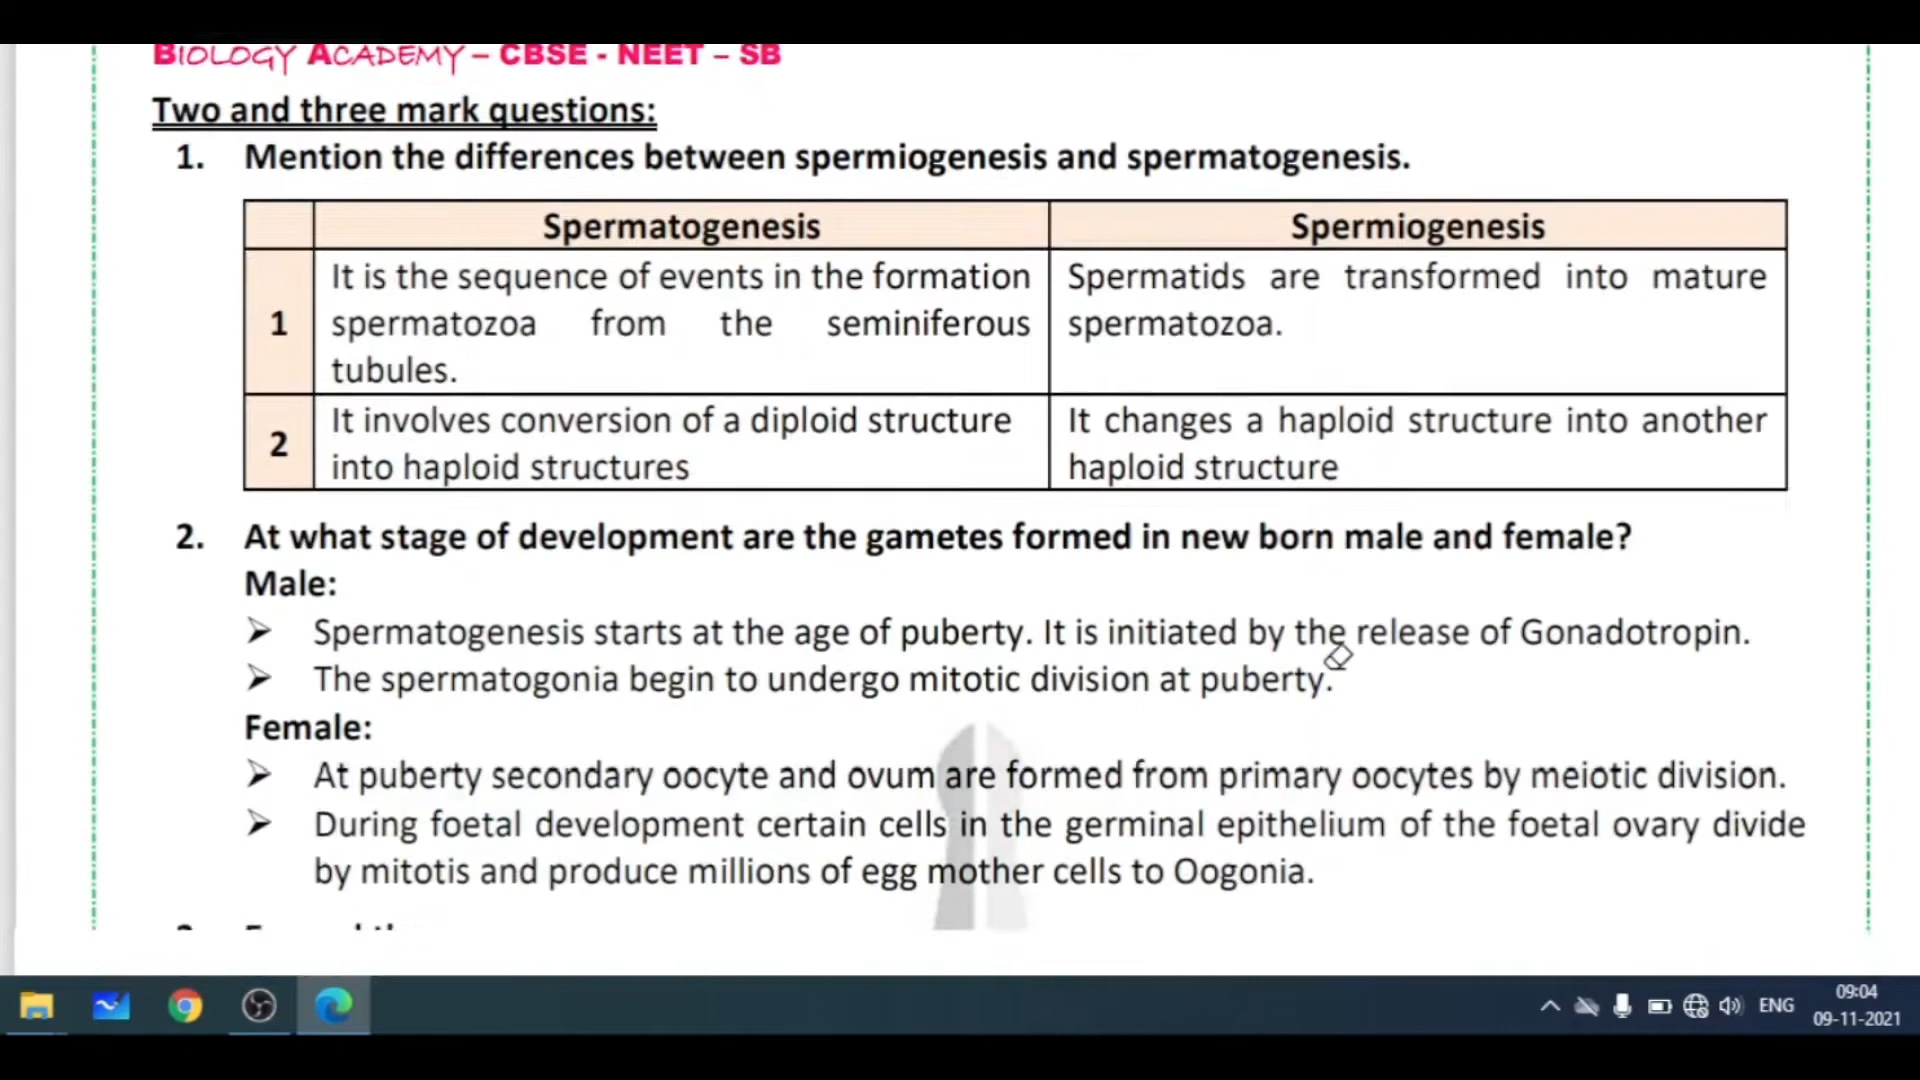 BIOLOGY ACADEMY – CBSE - NEET – SB
Two and three mark questions:
1. Mention the differences between spermiogenesis and spermatogenesis.
Spermatogenesis Spermiogenesis
1
It is the sequence of events in the formation
spermatozoa from the seminiferous
tubules.
Spermatids are transformed into mature
spermatozoa.
2
It involves conversion of a diploid structure
into haploid structures
It changes a haploid structure into another
haploid structure
2. At what stage of development are the gametes formed in new born male and female?
Male:
➢ Spermatogenesis starts at the age of puberty. It is initiated by the release of Gonadotropin.
➢ The spermatogonia begin to undergo mitotic division at puberty.
Female:
➢ At puberty secondary oocyte and ovum are formed from primary oocytes by meiotic division.
➢ During foetal development certain cells in the germinal epithelium of the foetal ovary divide
by mitotis and produce millions of egg mother cells to Oogonia.
ENG
09:04
09-11-2021